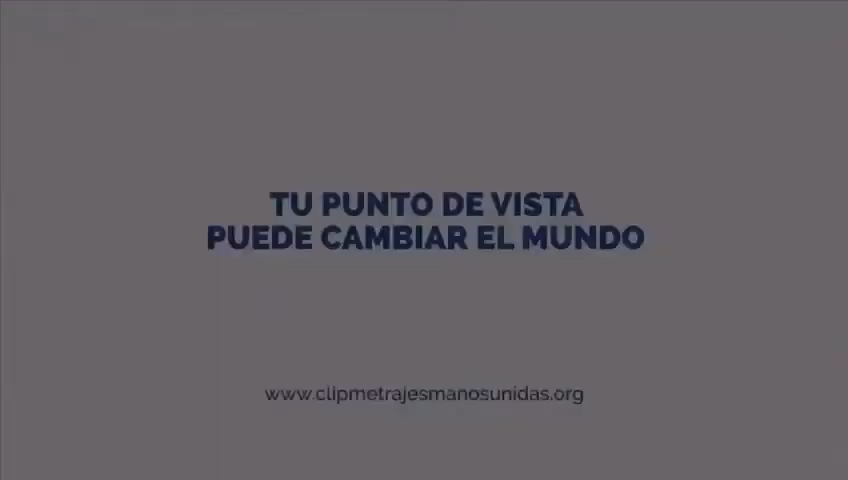 TU PUNTO DE VISTA
PUEDE CAMBIAR EL MUNDO
www.clipmetrajesmanosunidas.org